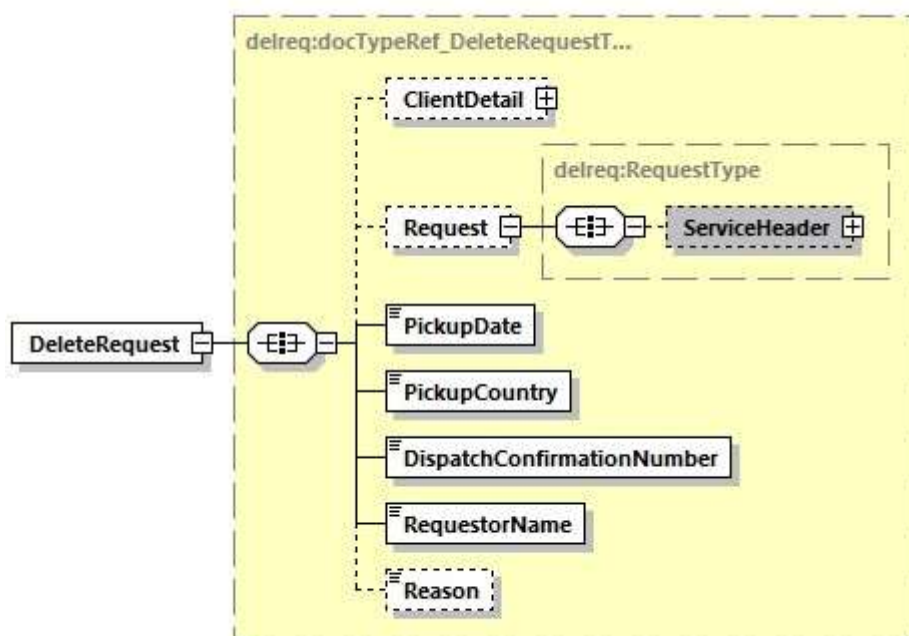 delreq:docTypeRef_DeleteRequestT...
ClientDetail
delreq:RequestType
Request
ServiceHeader
PickupDate
DeleteRequest
PickupCountry
DispatchConfirmationNumber
RequestorName
Reason